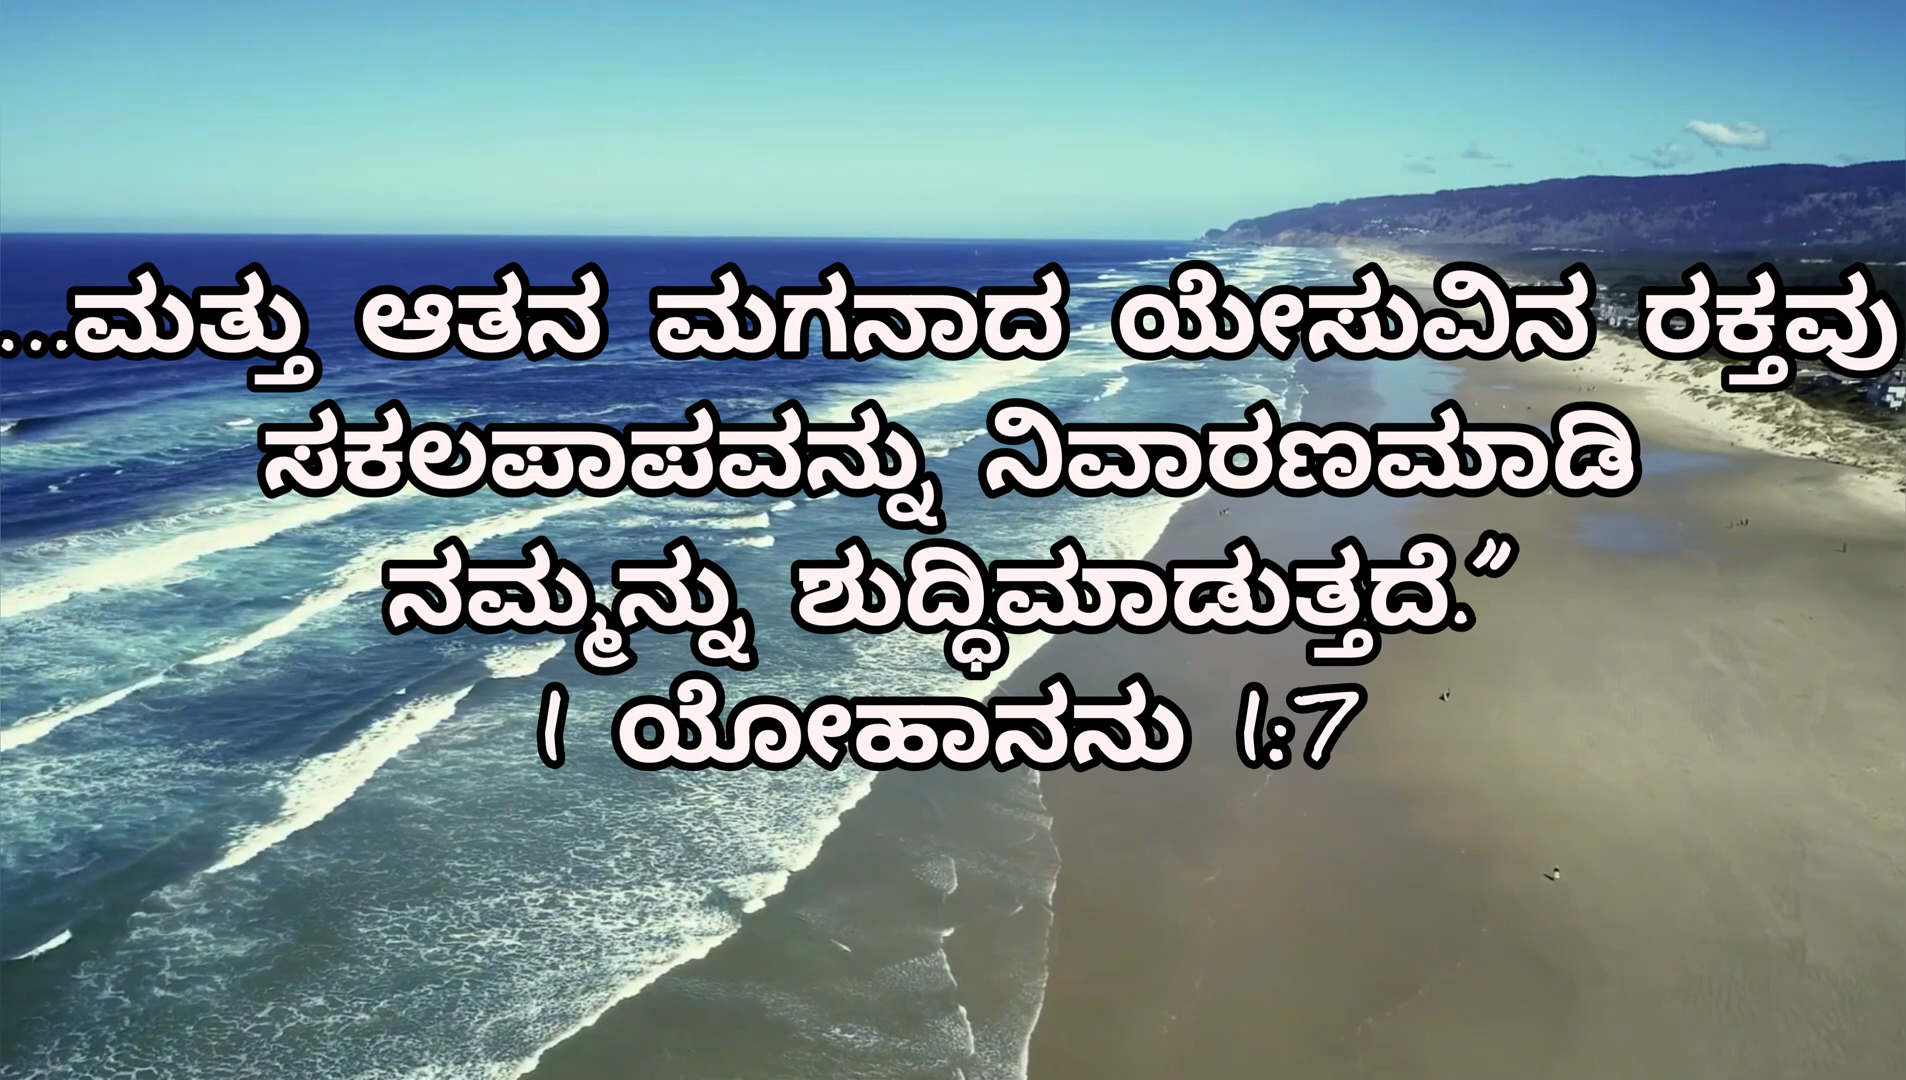 ...ಮತ್ತು ಆತನ ಮಗನಾದ ಯೇಸುವಿನ ರಕ್ತವು
ಸಕಲಪಾಪವನ್ನು ನಿವಾರಣಮಾಡಿ
ನಮ್ಮನ್ನು ಶುದ್ಧಿಮಾಡುತ್ತದೆ.”
1 ಯೋಹಾನನು 1:7